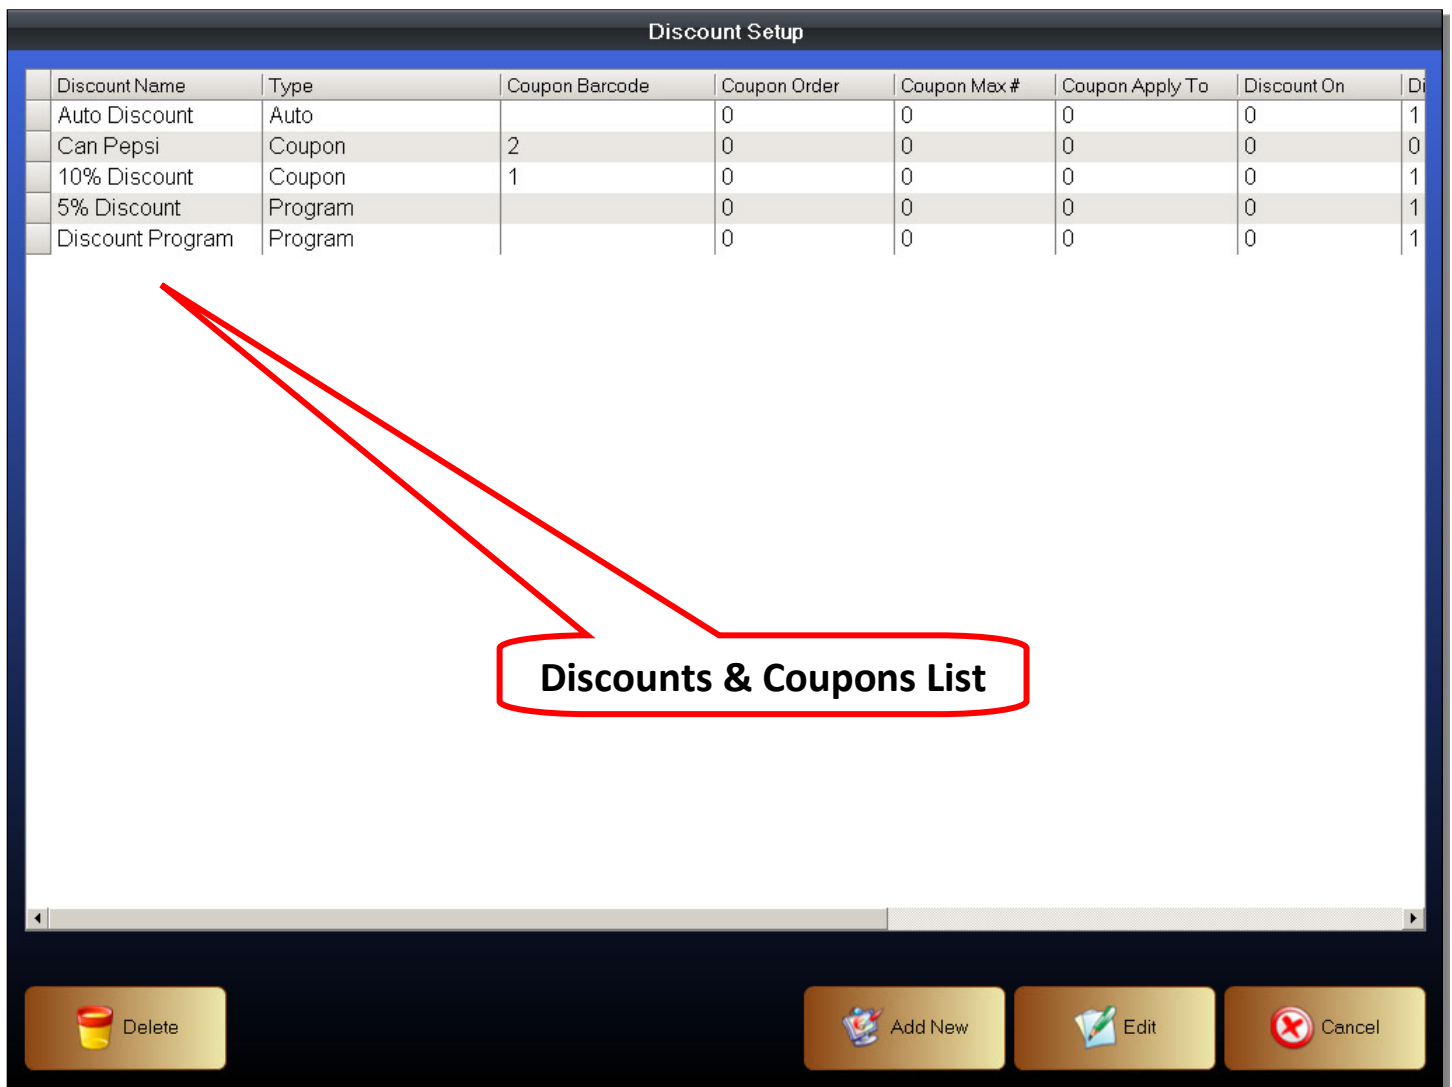 Discount Setup
Discount Name Type Coupon Barcode Coupon Order Coupon Max # Coupon Apply To Discount On Di
Auto Discount Auto 0 0 0 0 1
Can Pepsi Coupon 2 0 0 0 0 0
10% Discount Coupon 1 0 0 0 0 1
5% Discount Program 0 0 0 0 1
Discount Program Program 0 0 0 0 1
Discounts & Coupons List
Delete Add New Edit Cancel